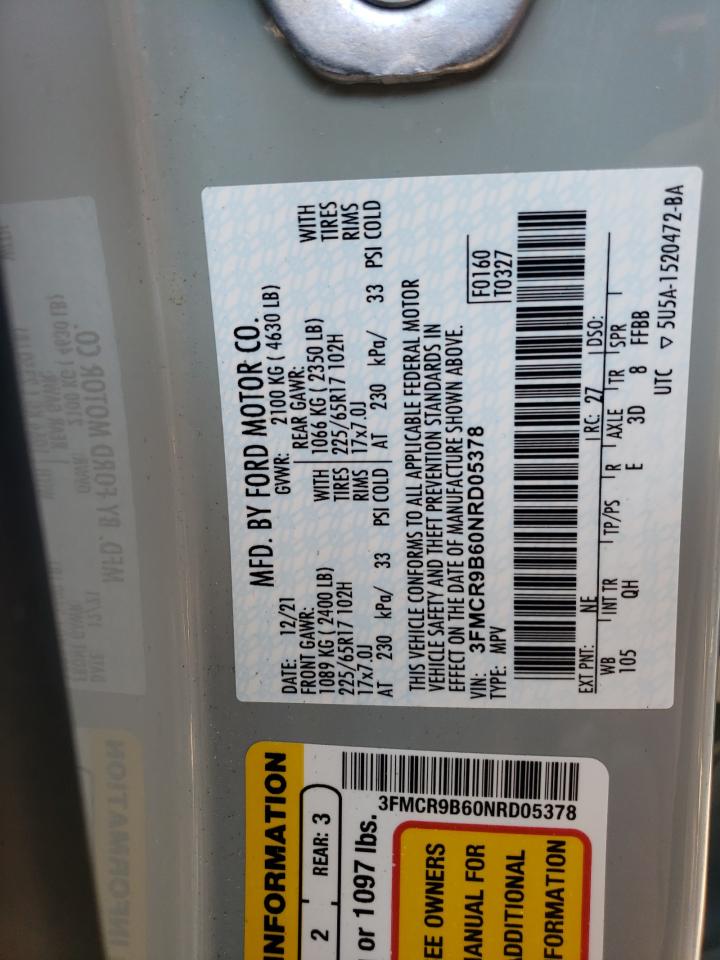 MFD. BY FORD MOTOR CO.
DATE: 12/21 GVWR: 2100 KG ( 4630 LB)
FRONT GAWR: REAR GAWR:
1089 KG ( 2400 LB) WITH 1066 KG ( 2350 LB) WITH
225/65R17 102H TIRES 225/65R17 102H TIRES
17x7.0J RIMS 17x7.0J RIMS
AT 230 kPa/ 33 PSI COLD AT 230 kPa/ 33 PSI COLD
THIS VEHICLE CONFORMS TO ALL APPLICABLE FEDERAL MOTOR
VEHICLE SAFETY AND THEFT PREVENTION STANDARDS IN
EFFECT ON THE DATE OF MANUFACTURE SHOWN ABOVE.
VIN: 3FMCR9B60NRD05378
TYPE: MPV
F0160
T0327
EXT PNT: NE RC: 27 DSO:
WB INT TR TP/PS R AXLE TR SPR
105 QH E 3D 8 FFBB
UTC ▽ 5U5A-1520472-BA
INFORMATION
2 REAR: 3
or 1097 lbs.
3FMCR9B60NRD05378
EE OWNERS
ANUAL FOR
ADDITIONAL
FORMATION